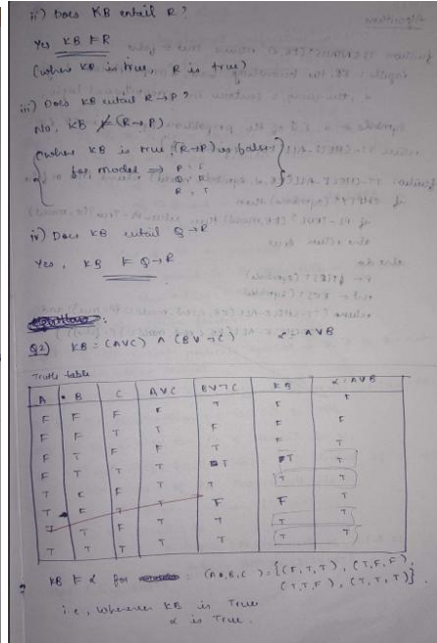 ii) Does KB entail R ?
Yes KB ⊨ R
(where KB is true, R is true)
iii) Does KB entail R→P ?
No, KB ⊭ (R→P)
(where KB is true, (R→P) is false)
for model ⇒ P : F
R : T
iv) Does KB entail Q→R
Yes, KB ⊨ Q→R
Q2) KB = (A∨C) ∧ (B∨¬C) α = A∨B
Truth table
A B C A∨C B∨¬C KB α = A∨B
F F F F T F F
F F T T F F
F T F F T F T
F T T T T T T
T F F T T T T
T F T T F F T
T T F T T T T
T T T T T T T
KB ⊨ α for (A,B,C) = {(F,T,T), (T,F,F),
(T,T,F), (T,T,T)}
i.e, Whenever KB is True
α is True.